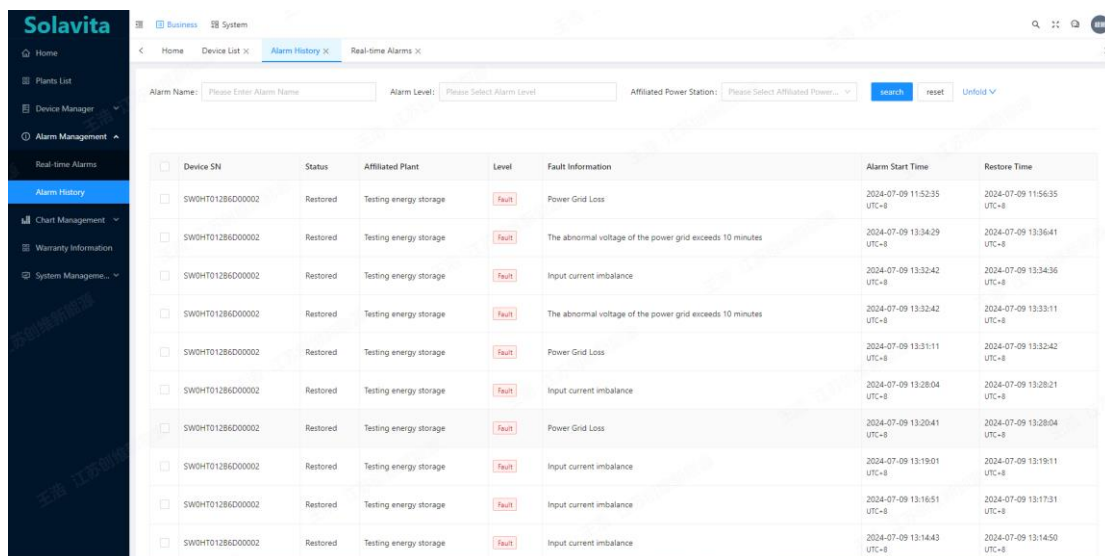 Solavita
Business System
Home Device List × Alarm History × Real-time Alarms ×
Home
Plants List
Device Manager
Alarm Management
Real-time Alarms
Alarm History
Chart Management
Warranty Information
System Manageme...
Alarm Name: Please Enter Alarm Name Alarm Level: Please Select Alarm Level Affiliated Power Station: Please Select Affiliated Power... search reset Unfold
Device SN Status Affiliated Plant Level Fault Information Alarm Start Time Restore Time
SW0HT012B6D00002 Restored Testing energy storage Fault Power Grid Loss 2024-07-09 11:52:35 UTC+8 2024-07-09 11:56:35 UTC+8
SW0HT012B6D00002 Restored Testing energy storage Fault The abnormal voltage of the power grid exceeds 10 minutes 2024-07-09 13:34:29 UTC+8 2024-07-09 13:36:41 UTC+8
SW0HT012B6D00002 Restored Testing energy storage Fault Input current imbalance 2024-07-09 13:32:42 UTC+8 2024-07-09 13:34:36 UTC+8
SW0HT012B6D00002 Restored Testing energy storage Fault The abnormal voltage of the power grid exceeds 10 minutes 2024-07-09 13:32:42 UTC+8 2024-07-09 13:33:11 UTC+8
SW0HT012B6D00002 Restored Testing energy storage Fault Power Grid Loss 2024-07-09 13:31:11 UTC+8 2024-07-09 13:32:42 UTC+8
SW0HT012B6D00002 Restored Testing energy storage Fault Input current imbalance 2024-07-09 13:28:04 UTC+8 2024-07-09 13:28:21 UTC+8
SW0HT012B6D00002 Restored Testing energy storage Fault Power Grid Loss 2024-07-09 13:20:41 UTC+8 2024-07-09 13:28:04 UTC+8
SW0HT012B6D00002 Restored Testing energy storage Fault Input current imbalance 2024-07-09 13:19:01 UTC+8 2024-07-09 13:19:11 UTC+8
SW0HT012B6D00002 Restored Testing energy storage Fault Input current imbalance 2024-07-09 13:16:51 UTC+8 2024-07-09 13:17:31 UTC+8
SW0HT012B6D00002 Restored Testing energy storage Fault Input current imbalance 2024-07-09 13:14:43 UTC+8 2024-07-09 13:14:50 UTC+8